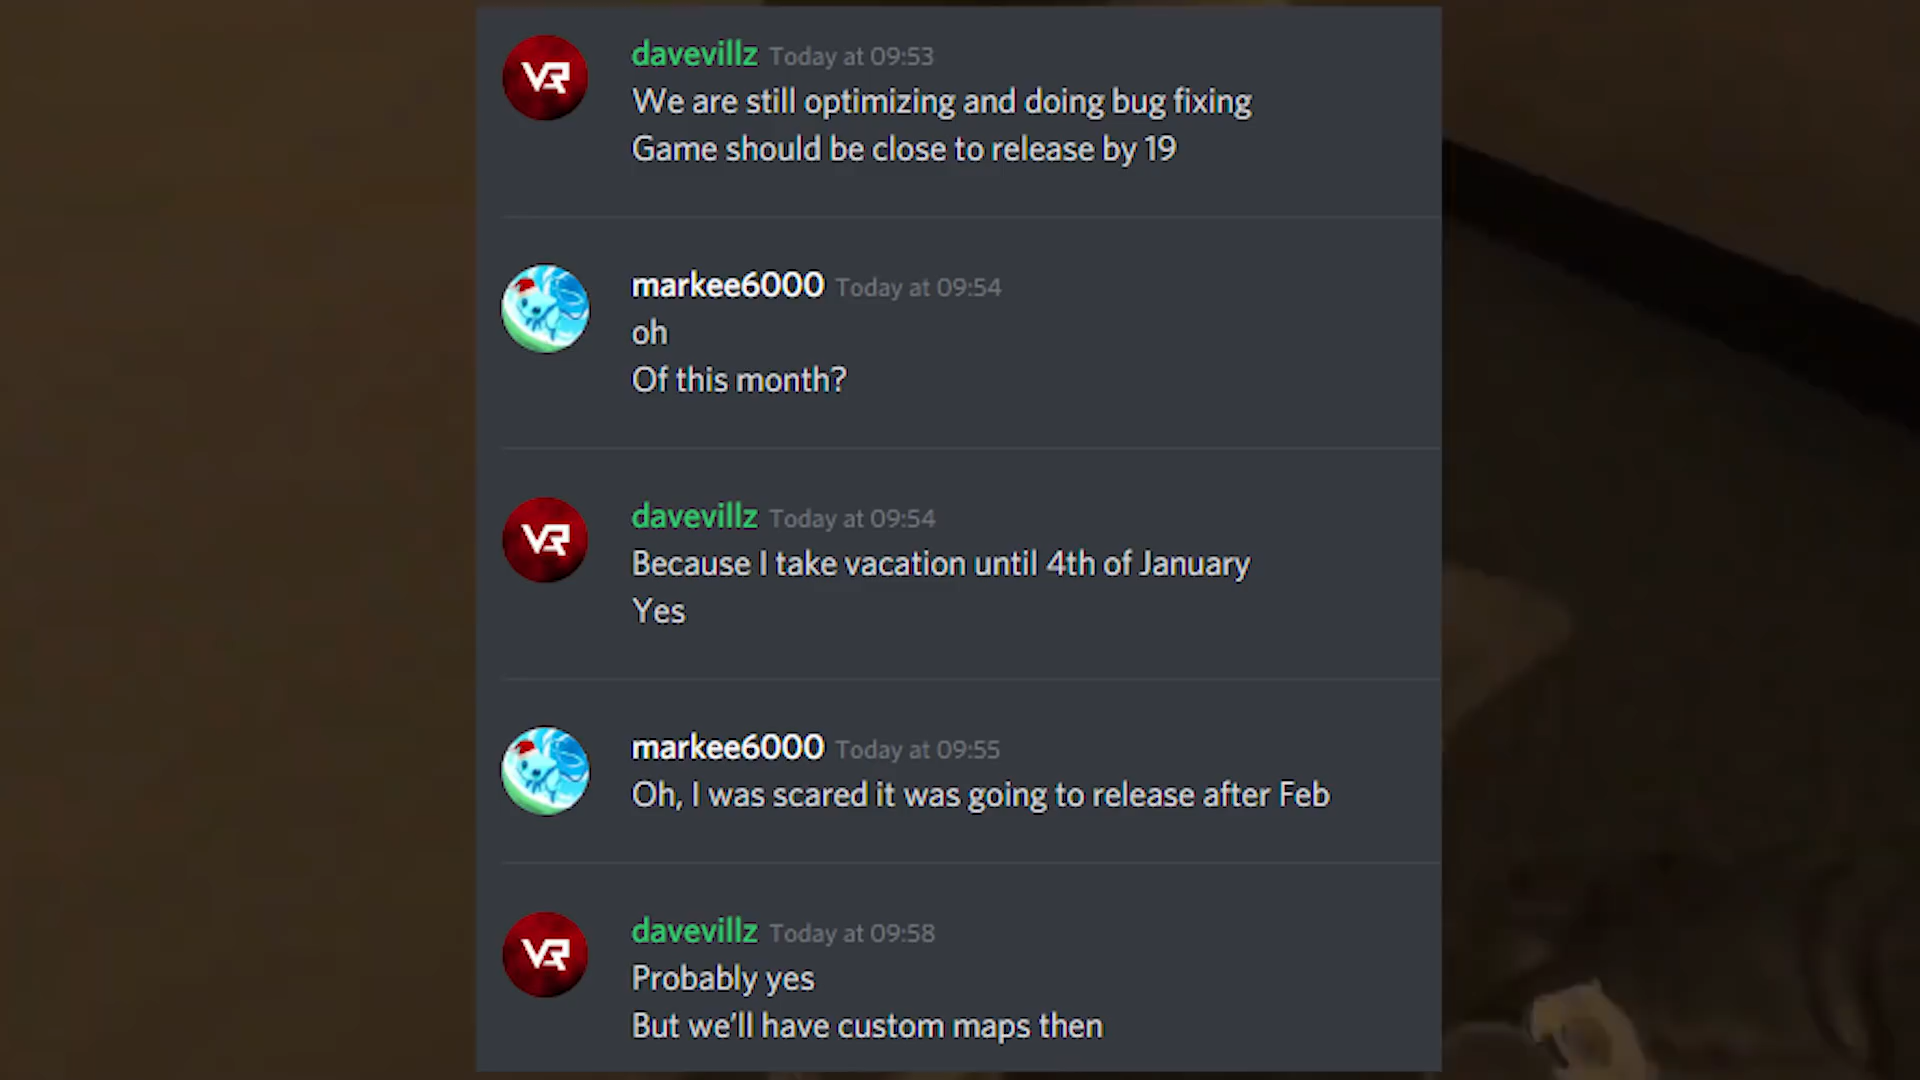 VR
davevillz Today at 09:53
We are still optimizing and doing bug fixing
Game should be close to release by 19
markee6000 Today at 09:54
oh
Of this month?
VR
davevillz Today at 09:54
Because I take vacation until 4th of January
Yes
markee6000 Today at 09:55
Oh, I was scared it was going to release after Feb
VR
davevillz Today at 09:58
Probably yes
But we'll have custom maps then